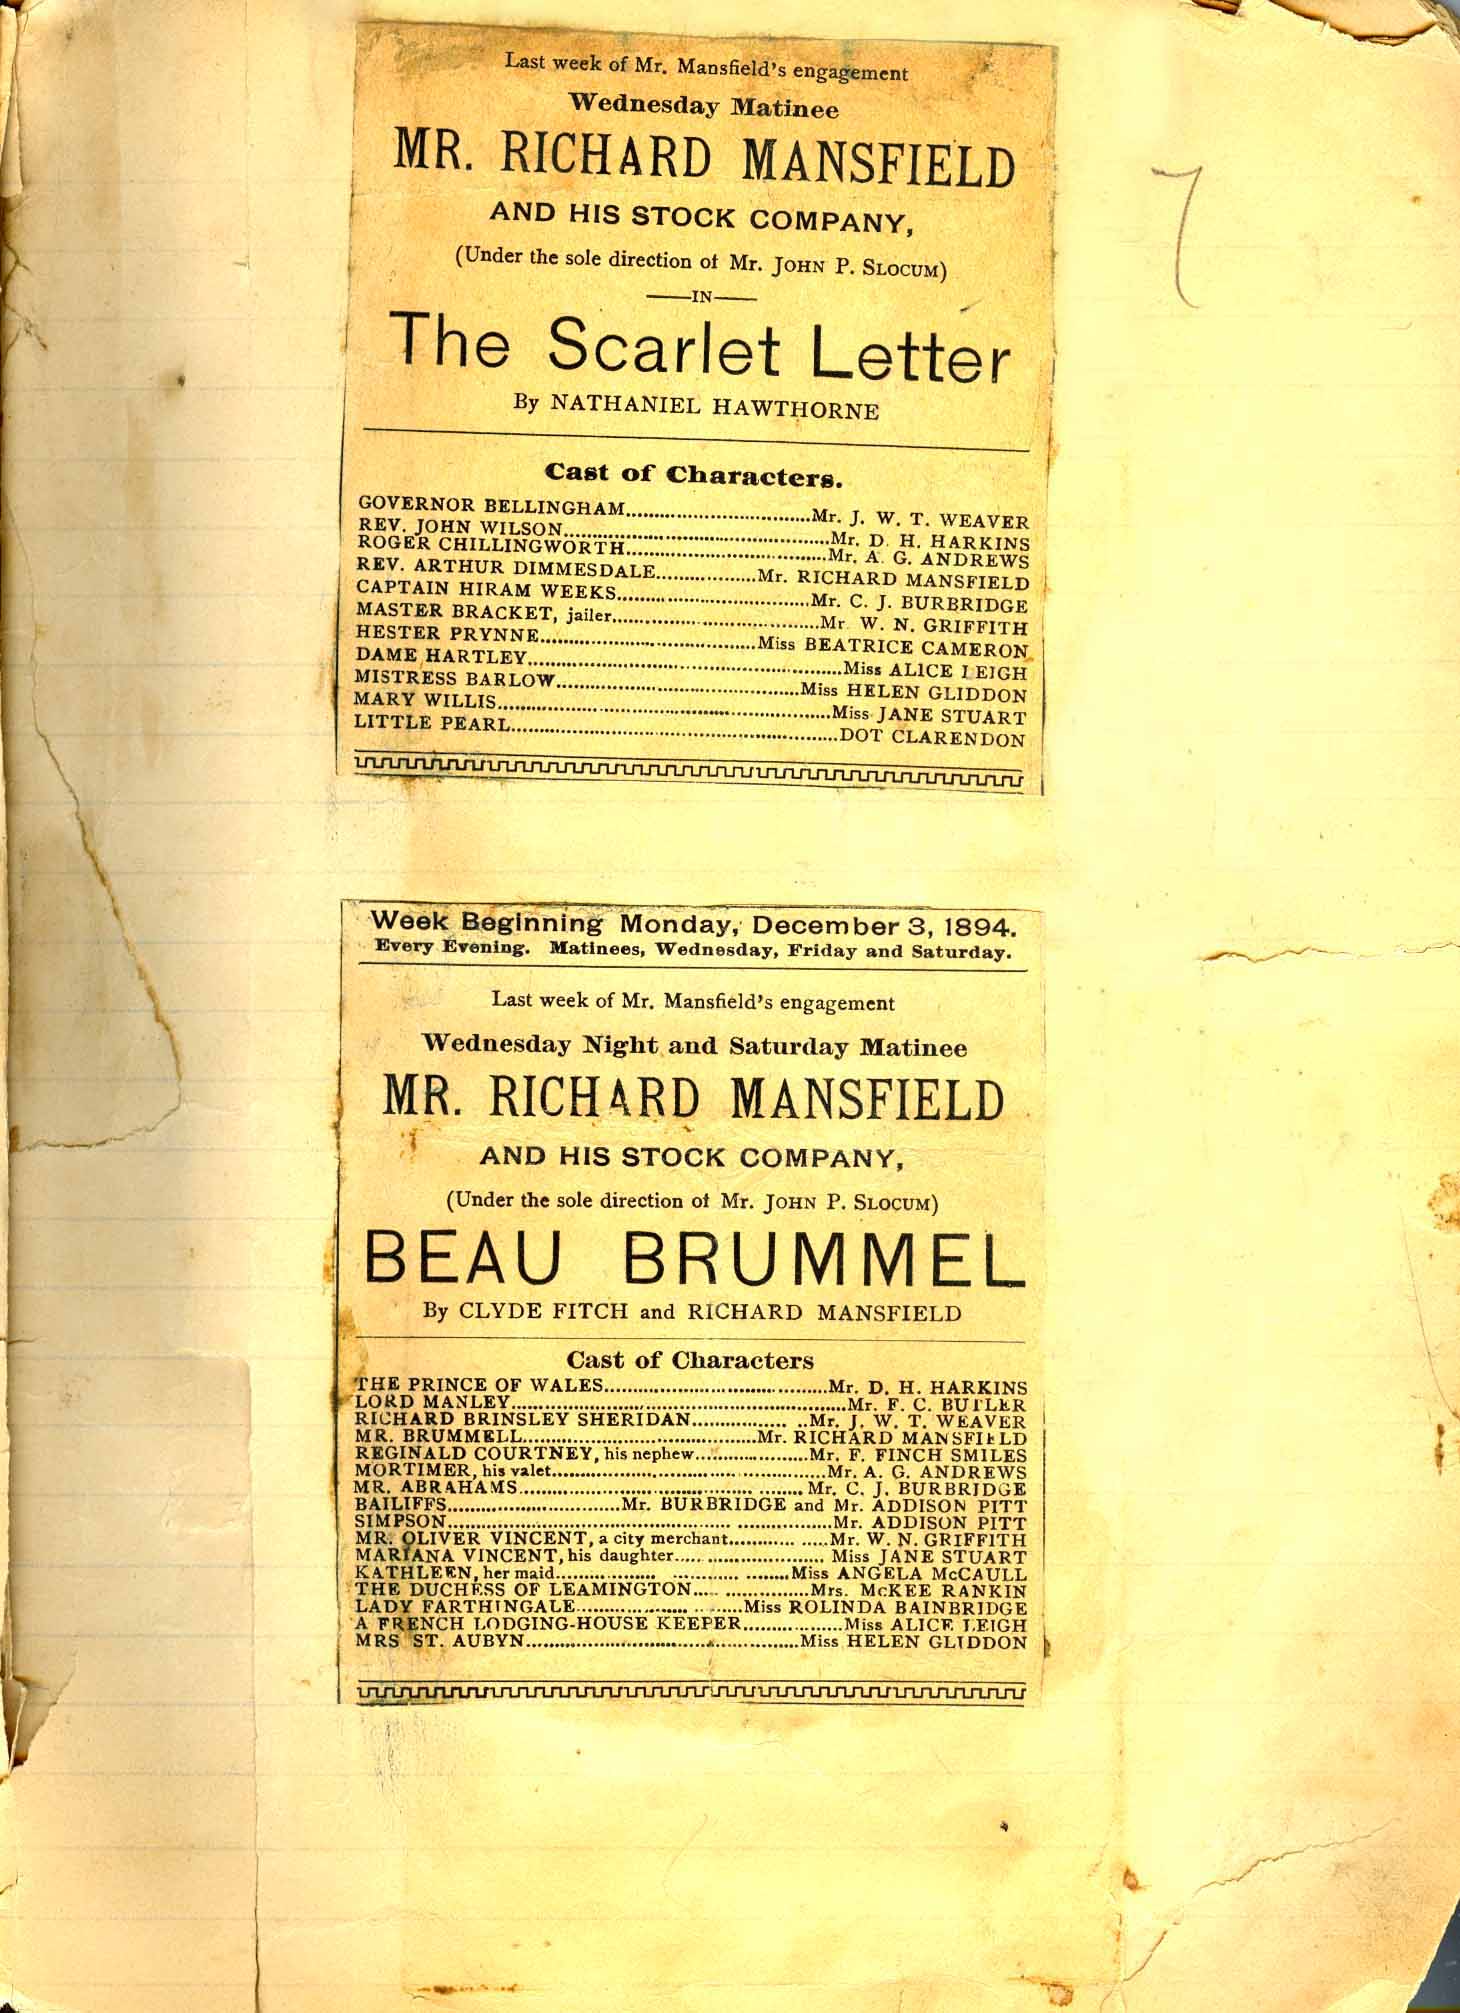 7
Last week of Mr. Mansfield's engagement
Wednesday Matinee
MR. RICHARD MANSFIELD
AND HIS STOCK COMPANY,
(Under the sole direction of Mr. JOHN P. SLOCUM)
IN
The Scarlet Letter
By NATHANIEL HAWTHORNE
Cast of Characters.
GOVERNOR BELLINGHAM....................Mr. J. W. T. WEAVER
REV. JOHN WILSON....................Mr. D. H. HARKINS
ROGER CHILLINGWORTH....................Mr. A. G. ANDREWS
REV. ARTHUR DIMMESDALE....................Mr. RICHARD MANSFIELD
CAPTAIN HIRAM WEEKS....................Mr. C. J. BURBRIDGE
MASTER BRACKET, jailer....................Mr. W. N. GRIFFITH
HESTER PRYNNE....................Miss BEATRICE CAMERON
DAME HARTLEY....................Miss ALICE LEIGH
MISTRESS BARLOW....................Miss HELEN GLIDDON
MARY WILLIS....................Miss JANE STUART
LITTLE PEARL....................DOT CLARENDON
Week Beginning Monday, December 3, 1894.
Every Evening. Matinees, Wednesday, Friday and Saturday.
Last week of Mr. Mansfield's engagement
Wednesday Night and Saturday Matinee
MR. RICHARD MANSFIELD
AND HIS STOCK COMPANY,
(Under the sole direction of Mr. JOHN P. SLOCUM)
BEAU BRUMMEL
By CLYDE FITCH and RICHARD MANSFIELD
Cast of Characters
THE PRINCE OF WALES....................Mr. D. H. HARKINS
LORD MANLEY....................Mr. F. C. BUTLER
RICHARD BRINSLEY SHERIDAN....................Mr. J. W. T. WEAVER
MR. BRUMMELL....................Mr. RICHARD MANSFIELD
REGINALD COURTNEY, his nephew....................Mr. F. FINCH SMILES
MORTIMER, his valet....................Mr. A. G. ANDREWS
MR. ABRAHAMS....................Mr. C. J. BURBRIDGE
BAILIFFS....................Mr. BURBRIDGE and Mr. ADDISON PITT
SIMPSON....................Mr. ADDISON PITT
MR. OLIVER VINCENT, a city merchant....................Mr. W. N. GRIFFITH
MARIANA VINCENT, his daughter....................Miss JANE STUART
KATHLEEN, her maid....................Miss ANGELA McCAULL
THE DUCHESS OF LEAMINGTON....................Mrs. McKEE RANKIN
LADY FARTHINGALE....................Miss ROLINDA BAINBRIDGE
A FRENCH LODGING-HOUSE KEEPER....................Miss ALICE LEIGH
MRS ST. AUBYN....................Miss HELEN GLIDDON